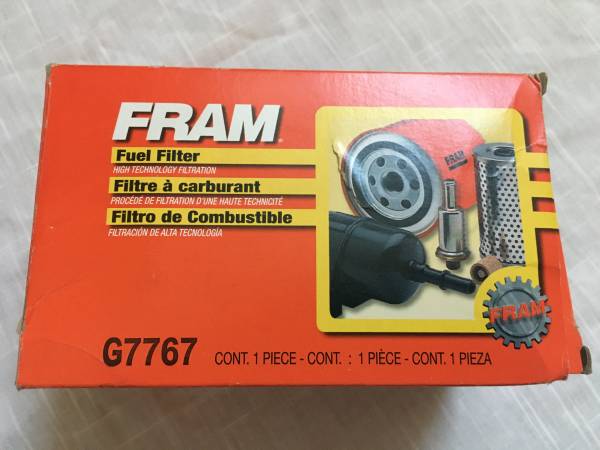 FRAM®
Fuel Filter
HIGH TECHNOLOGY FILTRATION
Filtre à carburant
PROCÉDÉ DE FILTRATION D'UNE HAUTE TECHNICITÉ
Filtro de Combustible
FILTRACIÓN DE ALTA TECNOLOGÍA
FRAM
FRAM
G7767 CONT. 1 PIECE - CONT. : 1 PIÈCE - CONT. 1 PIEZA